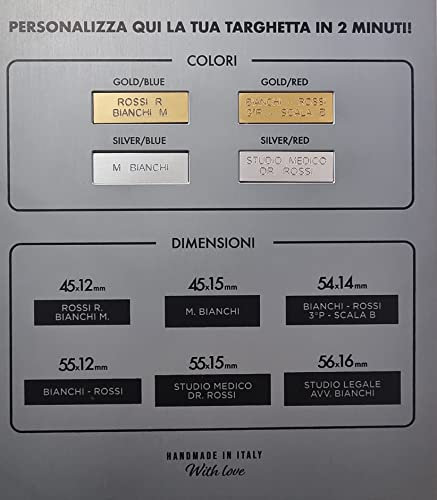 PERSONALIZZA QUI LA TUA TARGHETTA IN 2 MINUTI!
COLORI
GOLD/BLUE
GOLD/RED
ROSSI R.
BIANCHI M
BIANCHI - ROSSI
3°P - SCALA B
SILVER/BLUE
SILVER/RED
M BIANCHI
STUDIO MEDICO
DR. ROSSI
DIMENSIONI
45x12mm
45x15mm
54x14mm
ROSSI R.
BIANCHI M.
M. BIANCHI
BIANCHI - ROSSI
3°P - SCALA B
55x12mm
55x15mm
56x16mm
BIANCHI - ROSSI
STUDIO MEDICO
DR. ROSSI
STUDIO LEGALE
AVV. BIANCHI
HANDMADE IN ITALY
With love